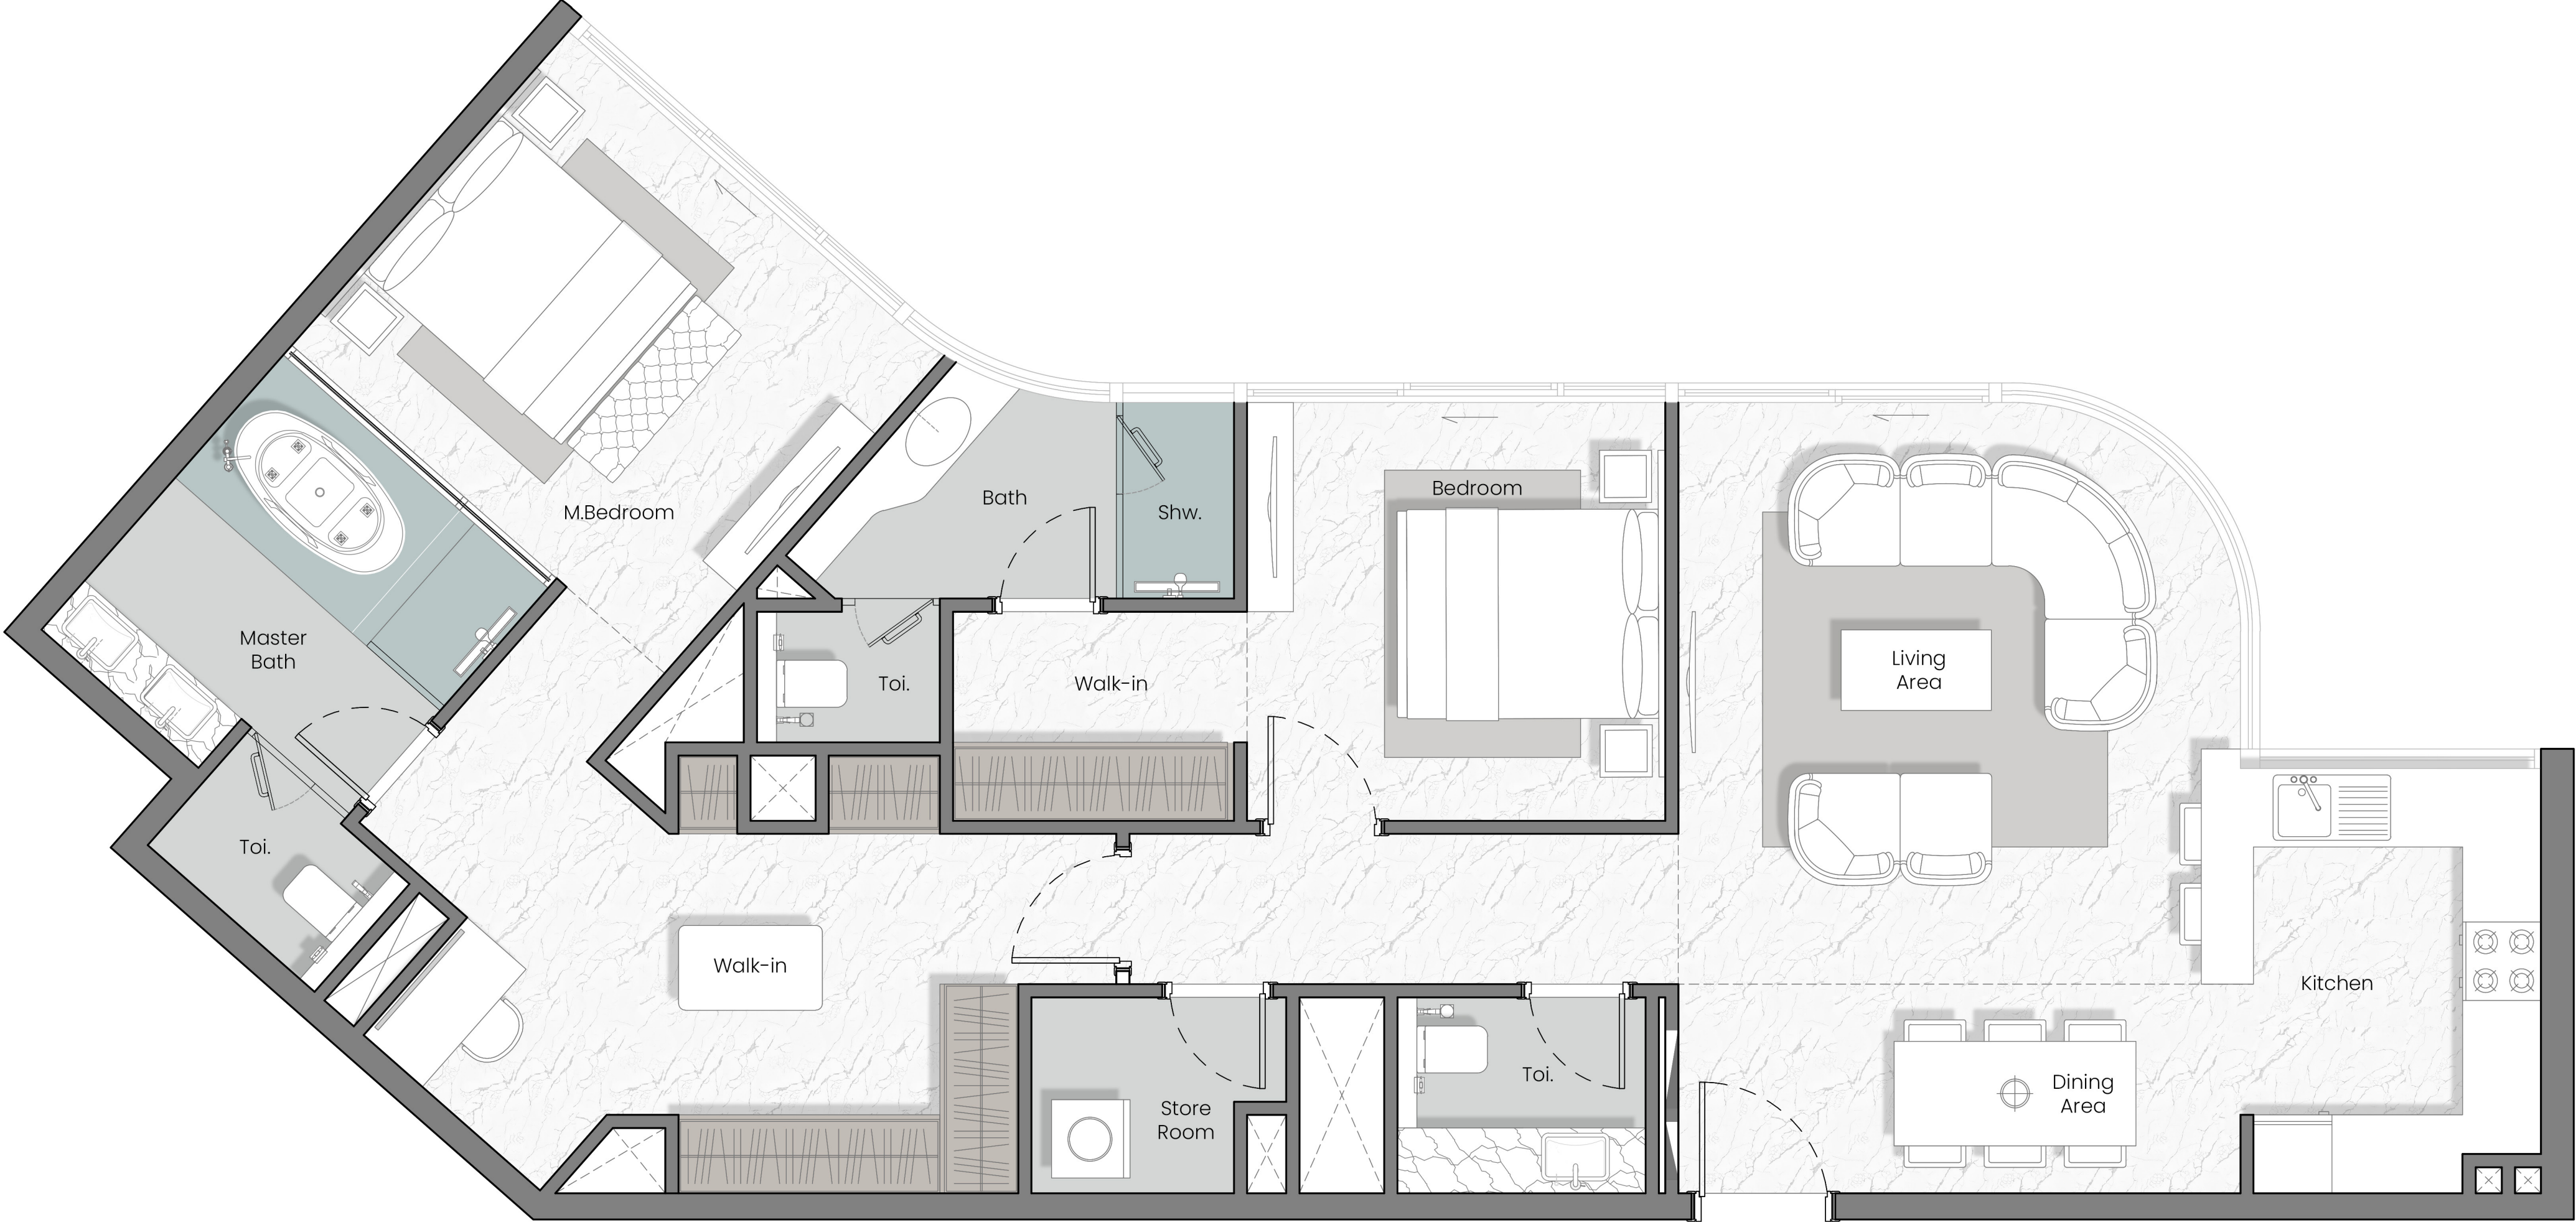 M.Bedroom
Bath
Shw.
Bedroom
Master
Bath
Toi.
Walk-in
Living
Area
Toi.
Walk-in
Kitchen
Store
Room
Toi.
Dining
Area